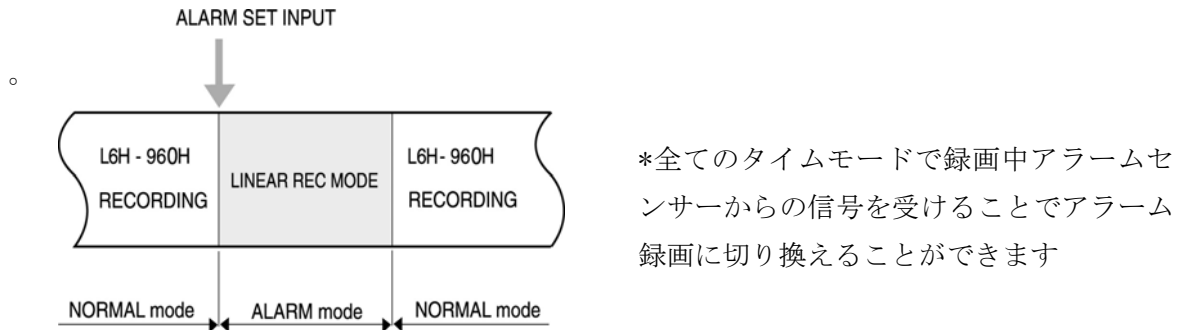 ALARM SET INPUT
。
L6H - 960H
RECORDING
LINEAR REC MODE
L6H- 960H
RECORDING
NORMAL mode
ALARM mode
NORMAL mode
*全てのタイムモードで録画中アラームセ
ンサーからの信号を受けることでアラーム
録画に切り換えることができます